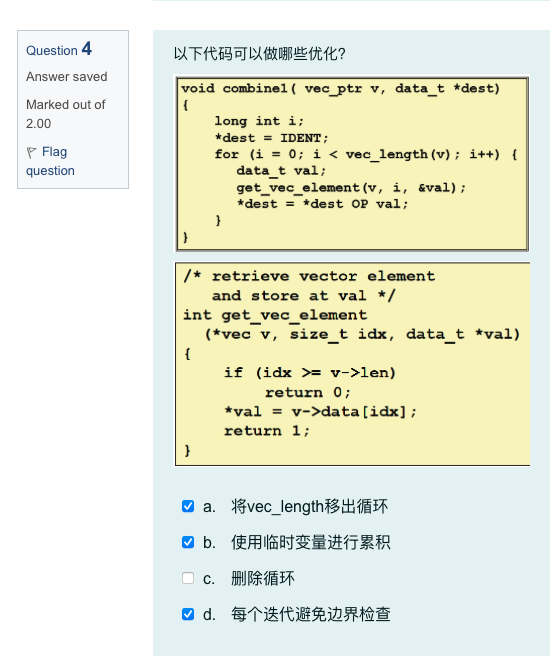 Question 4
Answer saved
Marked out of
2.00
Flag
question
以下代码可以做哪些优化?
void combine1( vec_ptr v, data_t *dest)
{
    long int i;
    *dest = IDENT;
    for (i = 0; i < vec_length(v); i++) {
      data_t val;
      get_vec_element(v, i, &val);
      *dest = *dest OP val;
    }
}
/* retrieve vector element
   and store at val */
int get_vec_element
  (*vec v, size_t idx, data_t *val)
{
    if (idx >= v->len)
        return 0;
    *val = v->data[idx];
    return 1;
}
a. 将vec_length移出循环
b. 使用临时变量进行累积
c. 删除循环
d. 每个迭代避免边界检查